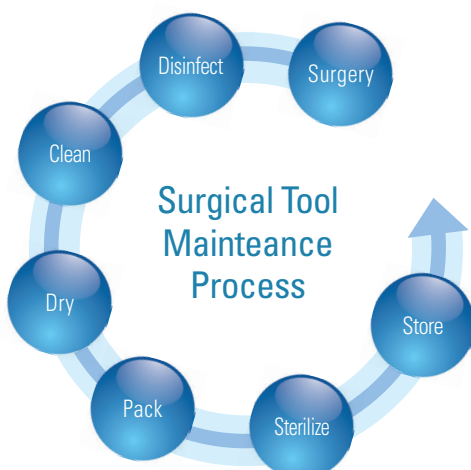 Surgery
Disinfect
Clean
Dry
Pack
Sterilize
Store
Surgical Tool
Mainteance
Process